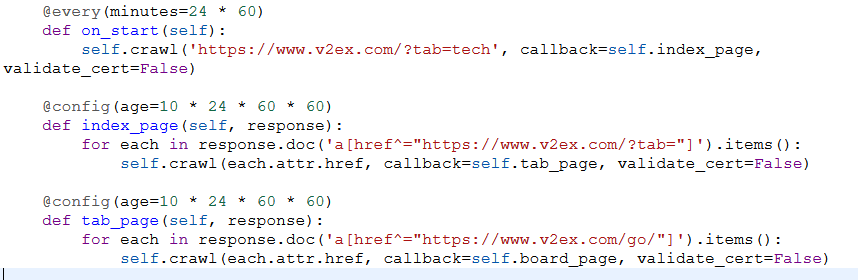 @every(minutes=24 * 60)
    def on_start(self):
        self.crawl('https://www.v2ex.com/?tab=tech', callback=self.index_page,
validate_cert=False)

    @config(age=10 * 24 * 60 * 60)
    def index_page(self, response):
        for each in response.doc('a[href^="https://www.v2ex.com/?tab="]').items():
            self.crawl(each.attr.href, callback=self.tab_page, validate_cert=False)

    @config(age=10 * 24 * 60 * 60)
    def tab_page(self, response):
        for each in response.doc('a[href^="https://www.v2ex.com/go/"]').items():
            self.crawl(each.attr.href, callback=self.board_page, validate_cert=False)